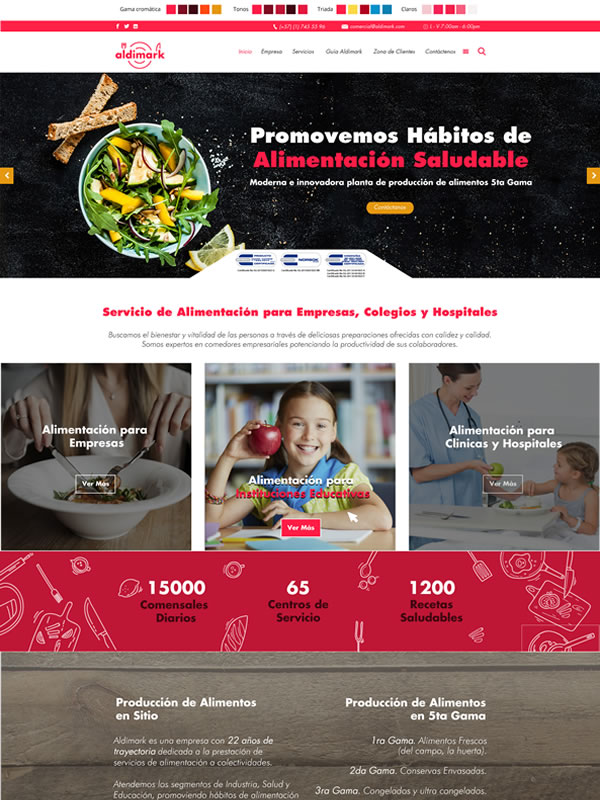 Gama cromática Tonos Triada Claros
(+57) (1) 745 55 96 comercial@aldimark.com L - V 7:00am - 6:00pm
aldimark
Inicio Empresa Servicios Guia Aldimark Zona de Clientes Contáctenos
Promovemos Hábitos de
Alimentación Saludable
Moderna e innovadora planta de producción de alimentos 5ta Gama
Contáctenos
Servicio de Alimentación para Empresas, Colegios y Hospitales
Buscamos el bienestar y vitalidad de las personas a través de deliciosas preparaciones ofrecidas con calidez y calidad.
Somos expertos en comedores empresariales potenciando la productividad de sus colaboradores.
Alimentación para
Empresas
Ver Más
Alimentación para
Instituciones Educativas
Ver Más
Alimentación para
Clinicas y Hospitales
Ver Más
15000
Comensales
Diarios
65
Centros de
Servicio
1200
Recetas
Saludables
Producción de Alimentos
en Sitio
Aldimark es una empresa con 22 años de
trayectoria dedicada a la prestación de
servicios de alimentación a colectividades.
Atendemos los segmentos de Industria, Salud y
Educación, promoviendo hábitos de alimentación
Producción de Alimentos
en 5ta Gama
1ra Gama. Alimentos Frescos
(del campo, la huerta).
2da Gama. Conservas Envasadas.
3ra Gama. Congelados y ultra congelados.